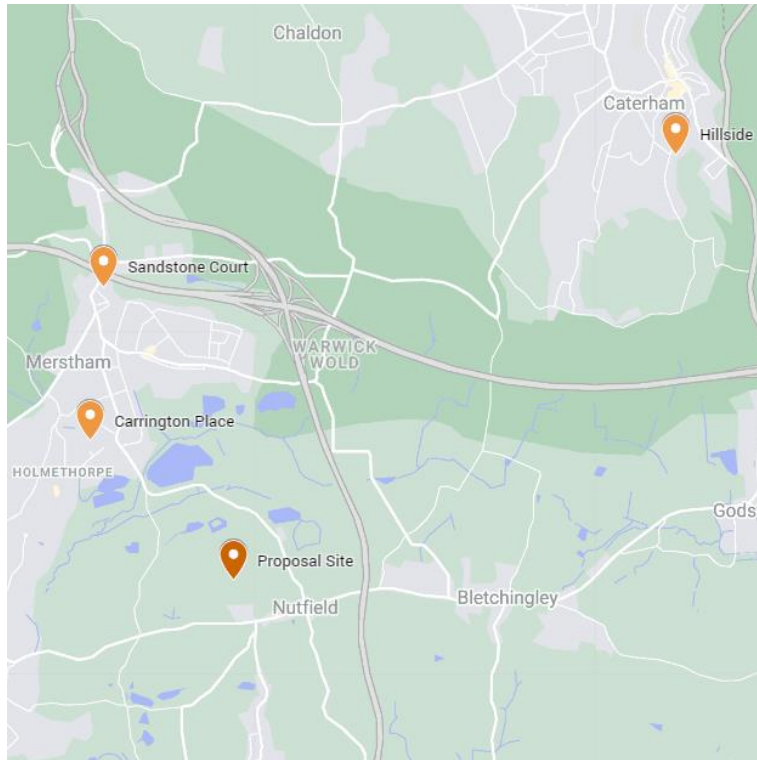 Chaldon
Caterham
Hillside
Sandstone Court
WARWICK
WOLD
Merstham
Carrington Place
HOLMETHORPE
Gods
Proposal Site
Nutfield
Bletchingley